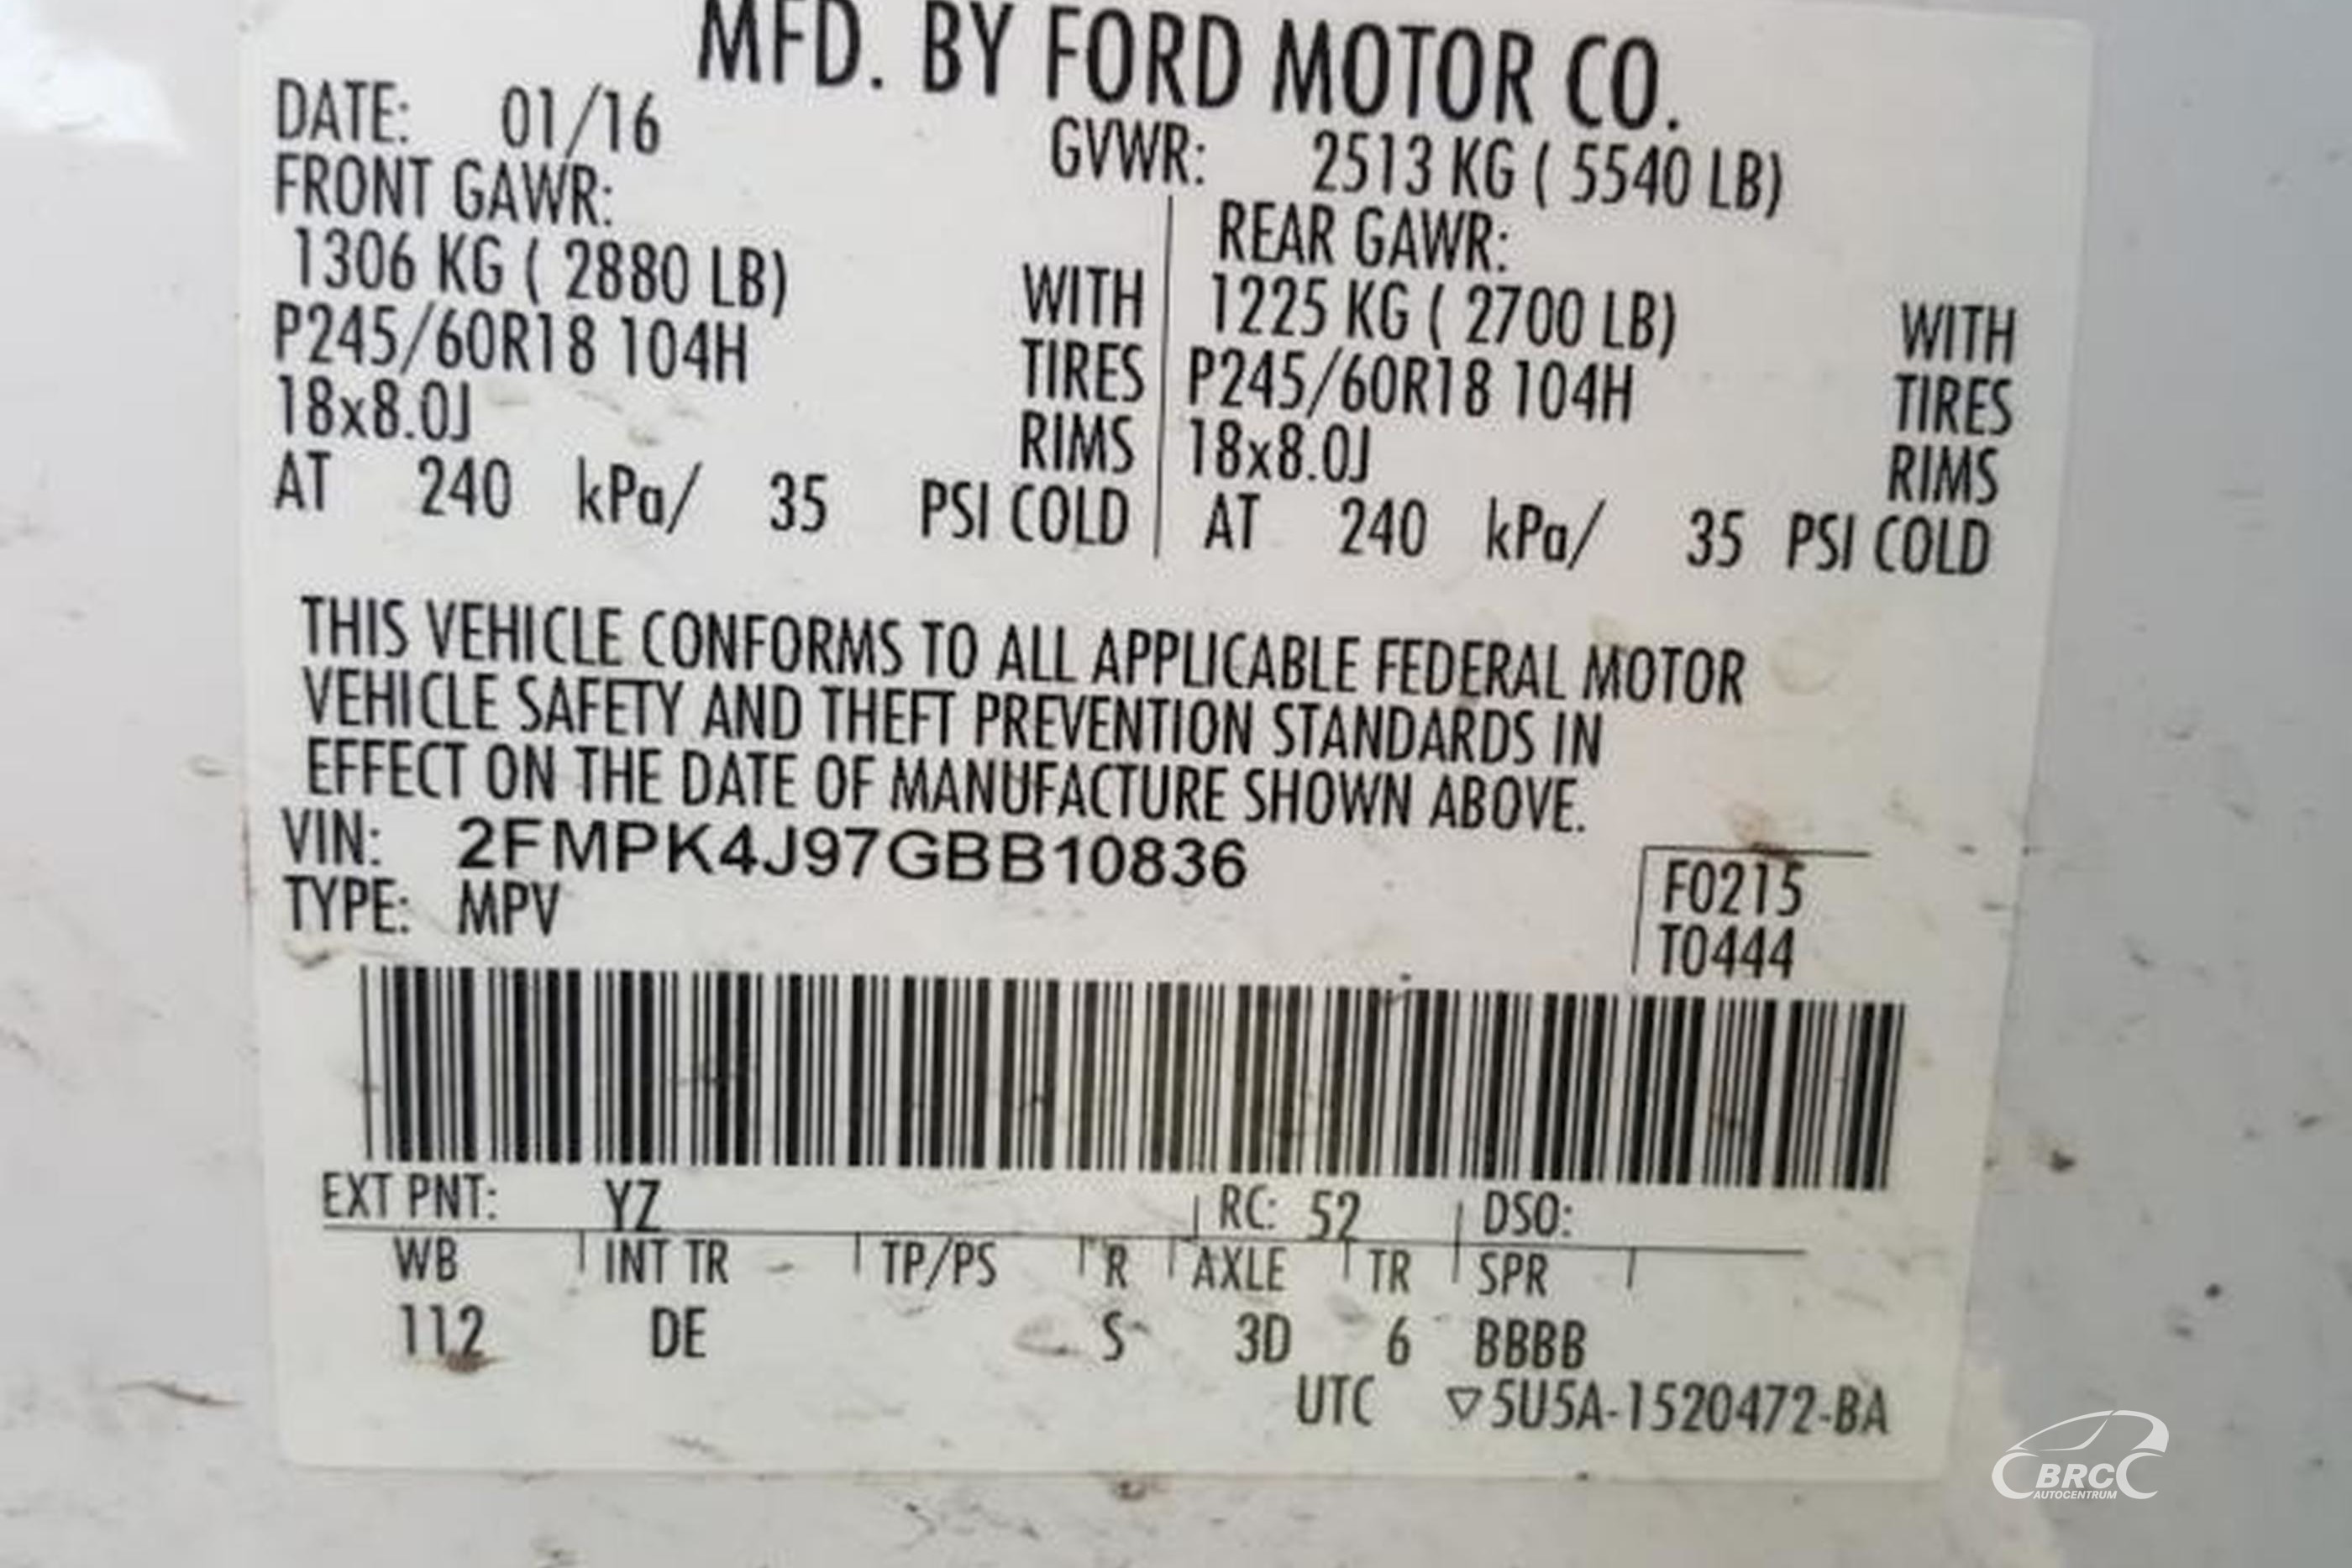 MFD. BY FORD MOTOR CO.
DATE: 01/16 GVWR: 2513 KG ( 5540 LB)
FRONT GAWR: REAR GAWR:
1306 KG ( 2880 LB) WITH 1225 KG ( 2700 LB) WITH
P245/60R18 104H TIRES P245/60R18 104H TIRES
18x8.0J RIMS 18x8.0J RIMS
AT 240 kPa/ 35 PSI COLD AT 240 kPa/ 35 PSI COLD
THIS VEHICLE CONFORMS TO ALL APPLICABLE FEDERAL MOTOR
VEHICLE SAFETY AND THEFT PREVENTION STANDARDS IN
EFFECT ON THE DATE OF MANUFACTURE SHOWN ABOVE.
VIN: 2FMPK4J97GBB10836
TYPE: MPV
F0215
T0444
EXT PNT: YZ RC: 52 DSO:
WB INT TR TP/PS R AXLE TR SPR
112 DE S 3D 6 BBBB
UTC ▽5U5A-1520472-BA
BRC
AUTOCENTRUM